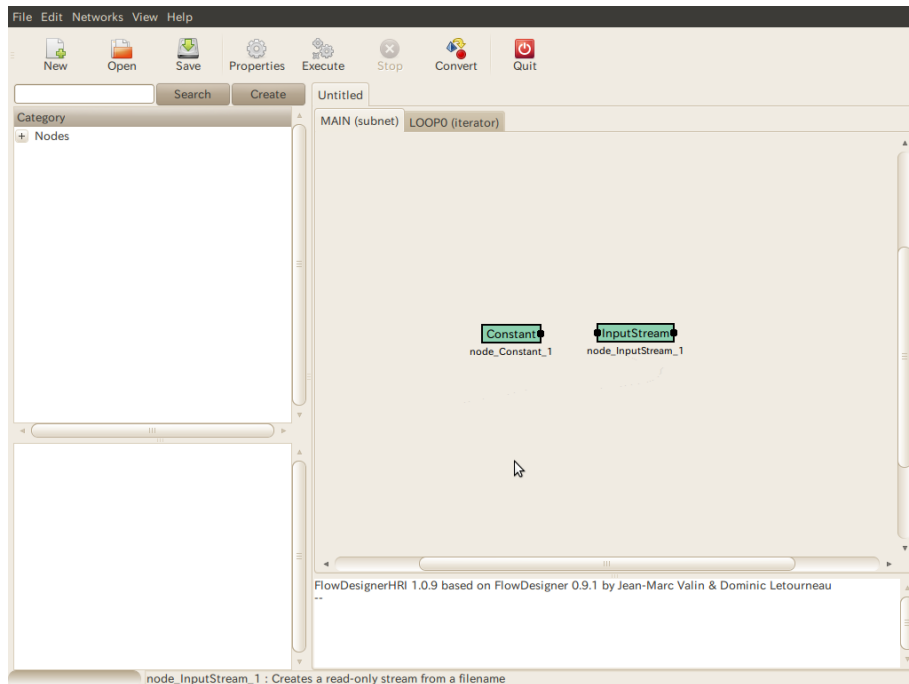 File Edit Networks View Help
New Open Save Properties Execute Stop Convert Quit
Search Create Untitled
Category
MAIN (subnet) LOOP0 (iterator)
Nodes
Constant InputStream
node_Constant_1 node_InputStream_1
FlowDesignerHRI 1.0.9 based on FlowDesigner 0.9.1 by Jean-Marc Valin & Dominic Letourneau
--
node_InputStream_1 : Creates a read-only stream from a filename